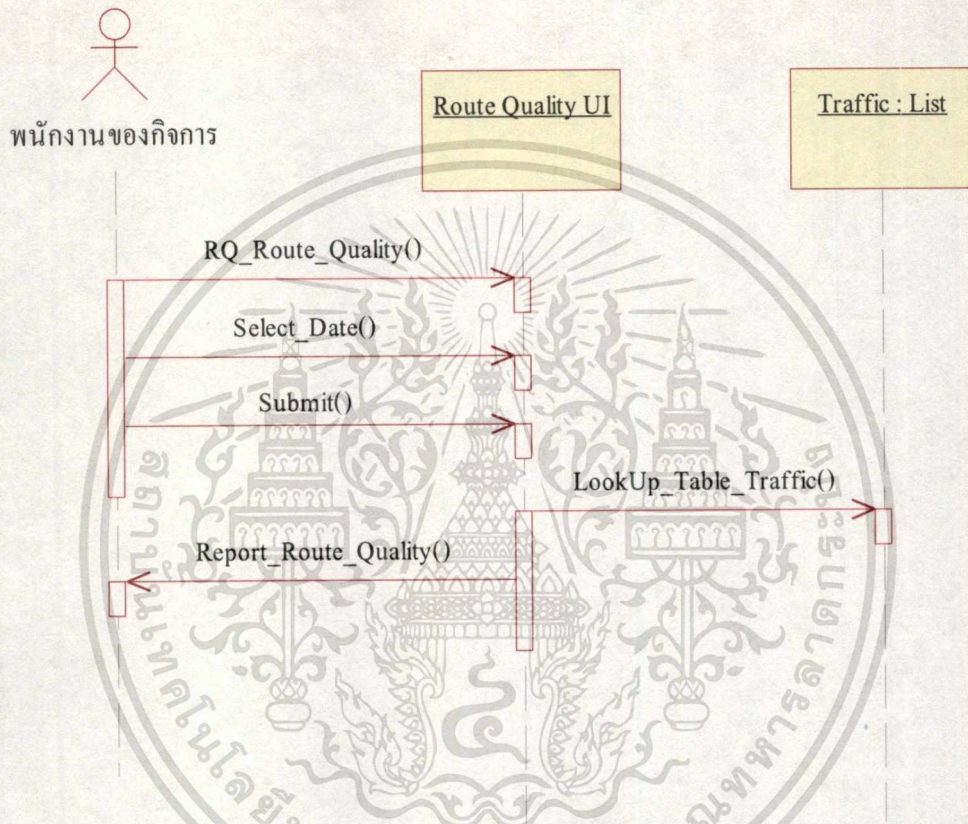 พนักงานของกิจการ
Route Quality UI
Traffic : List
RQ_Route_Quality()
Select_Date()
Submit()
LookUp_Table_Traffic()
Report_Route_Quality()